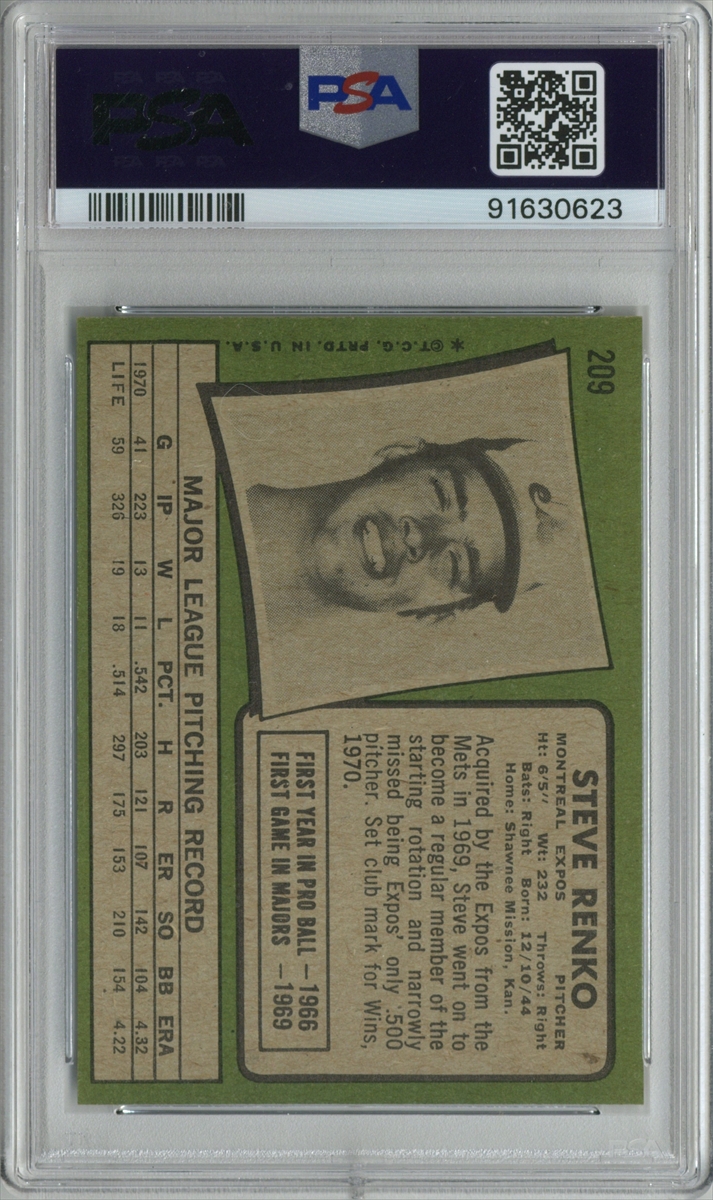 PSA
PSA
91630623
209
*©T.C.G. PRTD. IN U.S.A.
STEVE RENKO
MONTREAL EXPOS PITCHER
Ht: 6'5" Wt: 232 Throws: Right
Bats: Right Born: 12/10/44
Home: Shawnee Mission, Kan.
Acquired by the Expos from the
Mets in 1969, Steve went on to
become a regular member of the
starting rotation and narrowly
missed being Expos' only .500
pitcher. Set club mark for Wins,
1970.
FIRST YEAR IN PRO BALL —1966
FIRST GAME IN MAJORS —1969
MAJOR LEAGUE PITCHING RECORD
G IP W L PCT. H R ER SO BB ERA
1970 41 223 13 11 .542 203 121 107 142 104 4.32
LIFE 59 326 19 18 .514 297 175 153 210 154 4.22
PSA